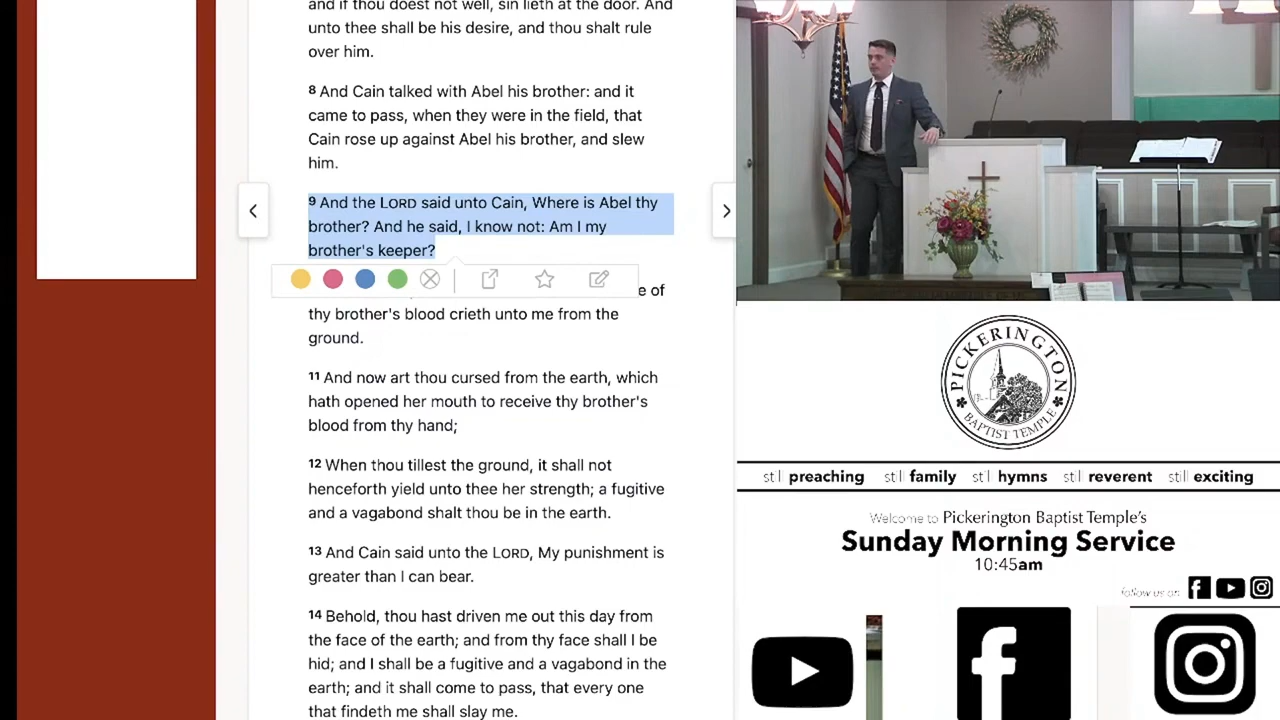 and if thou doest not well, sin lieth at the door. And
unto thee shall be his desire, and thou shalt rule
over him.
8 And Cain talked with Abel his brother: and it
came to pass, when they were in the field, that
Cain rose up against Abel his brother, and slew
him.
9 And the LORD said unto Cain, Where is Abel thy
brother? And he said, I know not: Am I my
brother's keeper?
e of
thy brother's blood crieth unto me from the
ground.
11 And now art thou cursed from the earth, which
hath opened her mouth to receive thy brother's
blood from thy hand;
12 When thou tillest the ground, it shall not
henceforth yield unto thee her strength; a fugitive
and a vagabond shalt thou be in the earth.
13 And Cain said unto the LORD, My punishment is
greater than I can bear.
14 Behold, thou hast driven me out this day from
the face of the earth; and from thy face shall I be
hid; and I shall be a fugitive and a vagabond in the
earth; and it shall come to pass, that every one
that findeth me shall slay me.
PICKERINGTON
BAPTIST TEMPLE
still preaching still family still hymns still reverent still exciting
Welcome to Pickerington Baptist Temple's
Sunday Morning Service
10:45am
follow us on